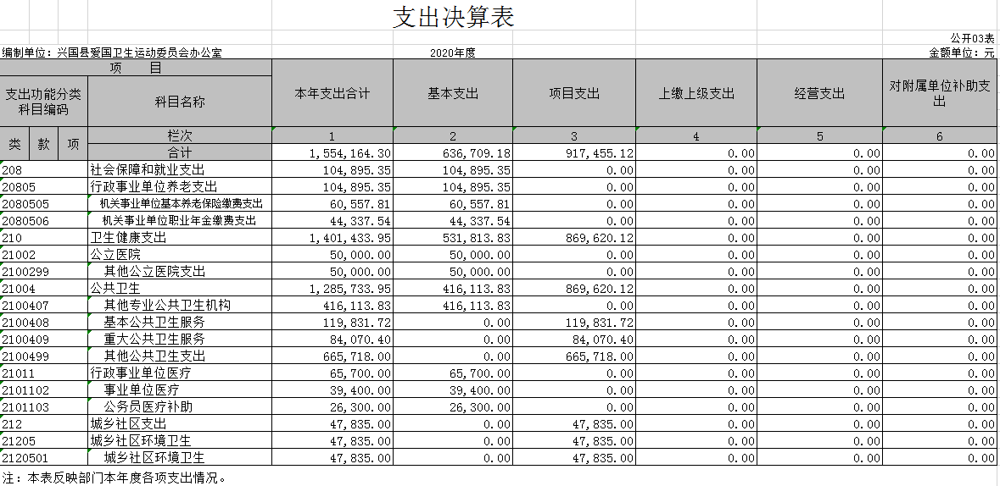 支出决算表
公开03表
编制单位：兴国县爱国卫生运动委员会办公室 2020年度 金额单位：元
项 目
支出功能分类科目编码 科目名称 本年支出合计 基本支出 项目支出 上缴上级支出 经营支出 对附属单位补助支出
类 款 项 栏次 1 2 3 4 5 6
合计 1,554,164.30 636,709.18 917,455.12 0.00 0.00 0.00
208 社会保障和就业支出 104,895.35 104,895.35 0.00 0.00 0.00 0.00
20805 行政事业单位养老支出 104,895.35 104,895.35 0.00 0.00 0.00 0.00
2080505 机关事业单位基本养老保险缴费支出 60,557.81 60,557.81 0.00 0.00 0.00 0.00
2080506 机关事业单位职业年金缴费支出 44,337.54 44,337.54 0.00 0.00 0.00 0.00
210 卫生健康支出 1,401,433.95 531,813.83 869,620.12 0.00 0.00 0.00
21002 公立医院 50,000.00 50,000.00 0.00 0.00 0.00 0.00
2100299 其他公立医院支出 50,000.00 50,000.00 0.00 0.00 0.00 0.00
21004 公共卫生 1,285,733.95 416,113.83 869,620.12 0.00 0.00 0.00
2100407 其他专业公共卫生机构 416,113.83 416,113.83 0.00 0.00 0.00 0.00
2100408 基本公共卫生服务 119,831.72 0.00 119,831.72 0.00 0.00 0.00
2100409 重大公共卫生服务 84,070.40 0.00 84,070.40 0.00 0.00 0.00
2100499 其他公共卫生支出 665,718.00 0.00 665,718.00 0.00 0.00 0.00
21011 行政事业单位医疗 65,700.00 65,700.00 0.00 0.00 0.00 0.00
2101102 事业单位医疗 39,400.00 39,400.00 0.00 0.00 0.00 0.00
2101103 公务员医疗补助 26,300.00 26,300.00 0.00 0.00 0.00 0.00
212 城乡社区支出 47,835.00 0.00 47,835.00 0.00 0.00 0.00
21205 城乡社区环境卫生 47,835.00 0.00 47,835.00 0.00 0.00 0.00
2120501 城乡社区环境卫生 47,835.00 0.00 47,835.00 0.00 0.00 0.00
注：本表反映部门本年度各项支出情况。